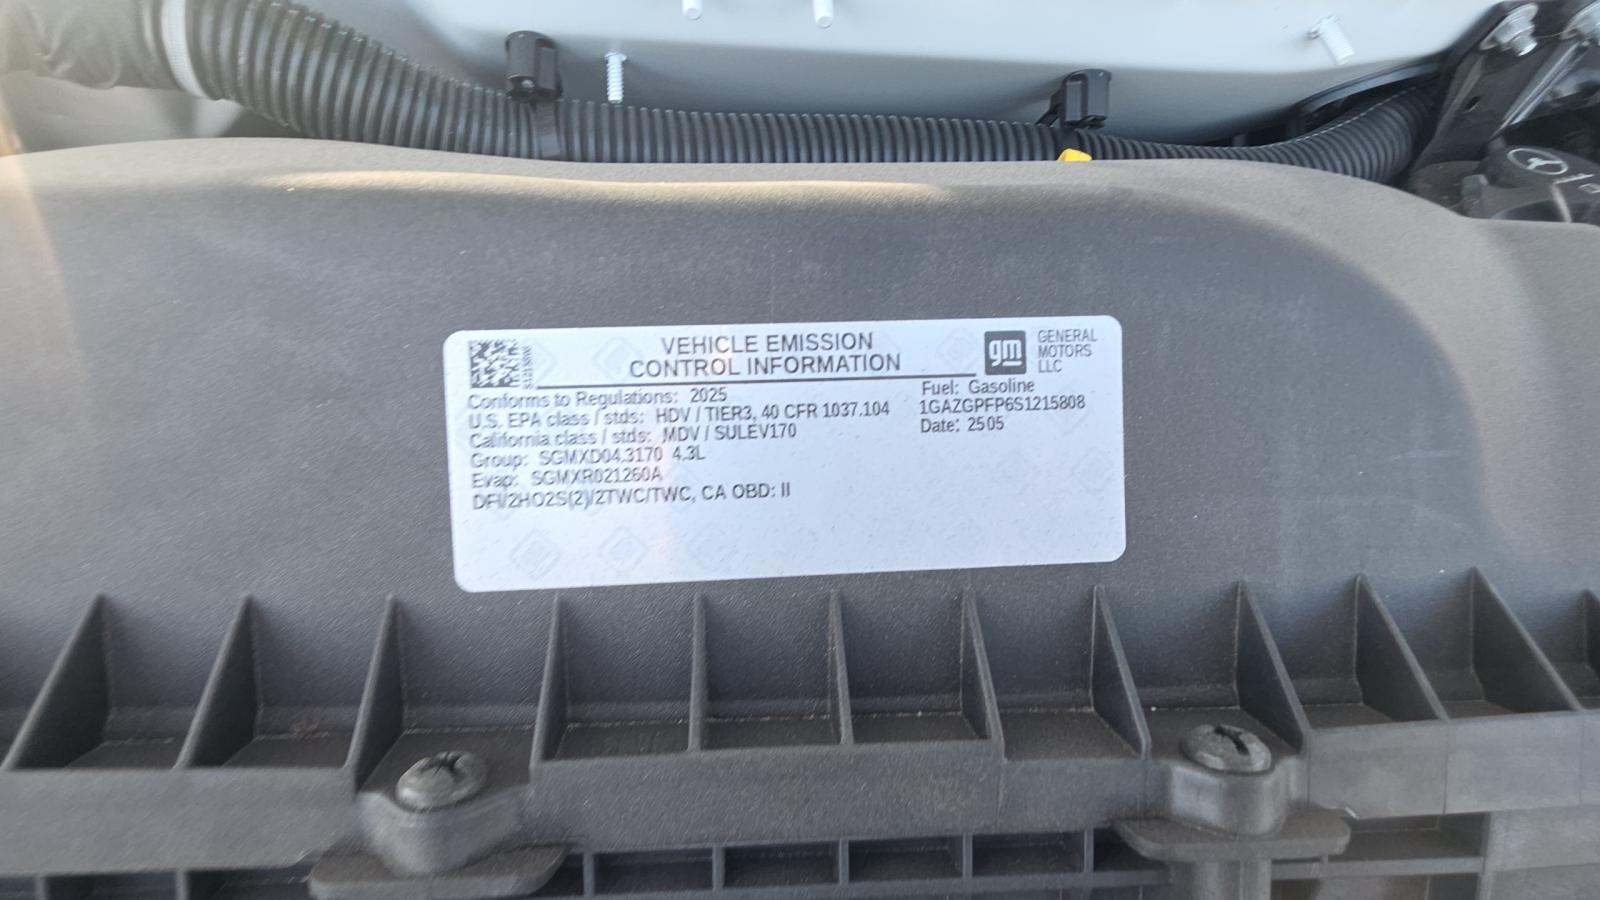 VEHICLE EMISSION
CONTROL INFORMATION
gm GENERAL
MOTORS
LLC
Conforms to Regulations: 2025
U.S. EPA class / stds: HDV / TIER3, 40 CFR 1037.104
California class / stds: MDV / SULEV170
Group: SGMXD04.3170 4.3L
Evap: SGMXR021260A
DFI/2HO2S(2)/2TWC/TWC, CA OBD: II
Fuel: Gasoline
1GAZGPFP6S1215808
Date: 2505
S1215808